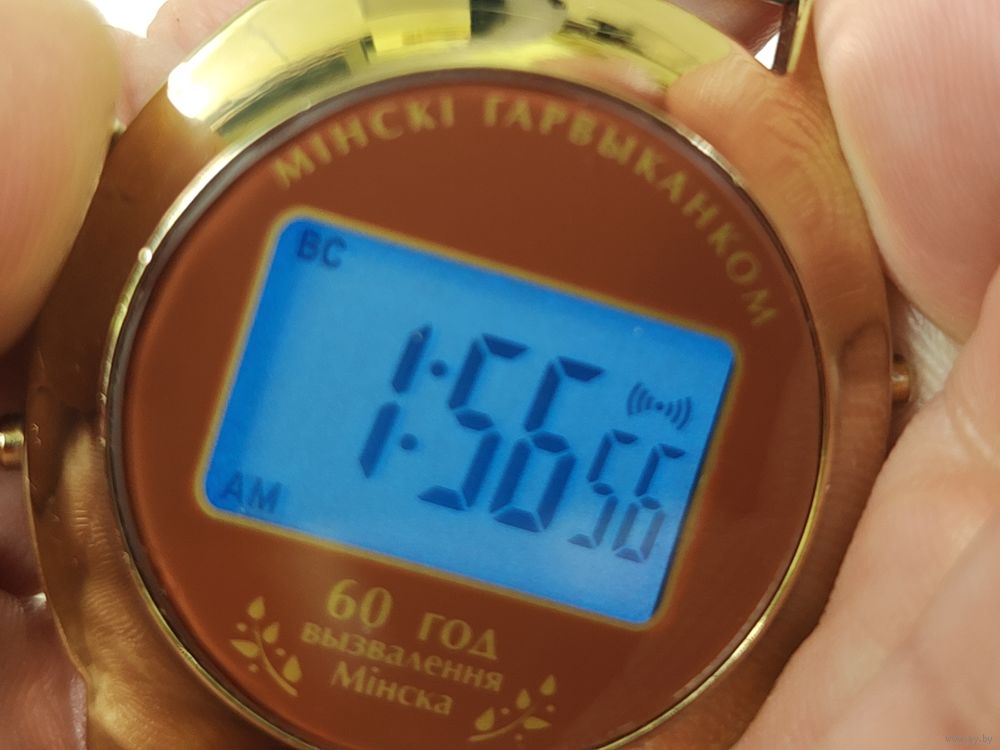 МІНСКІ ГАРВЫКАНКОМ
ВС
1:56 56
AM
60 ГОД
вызвалення
Мінска